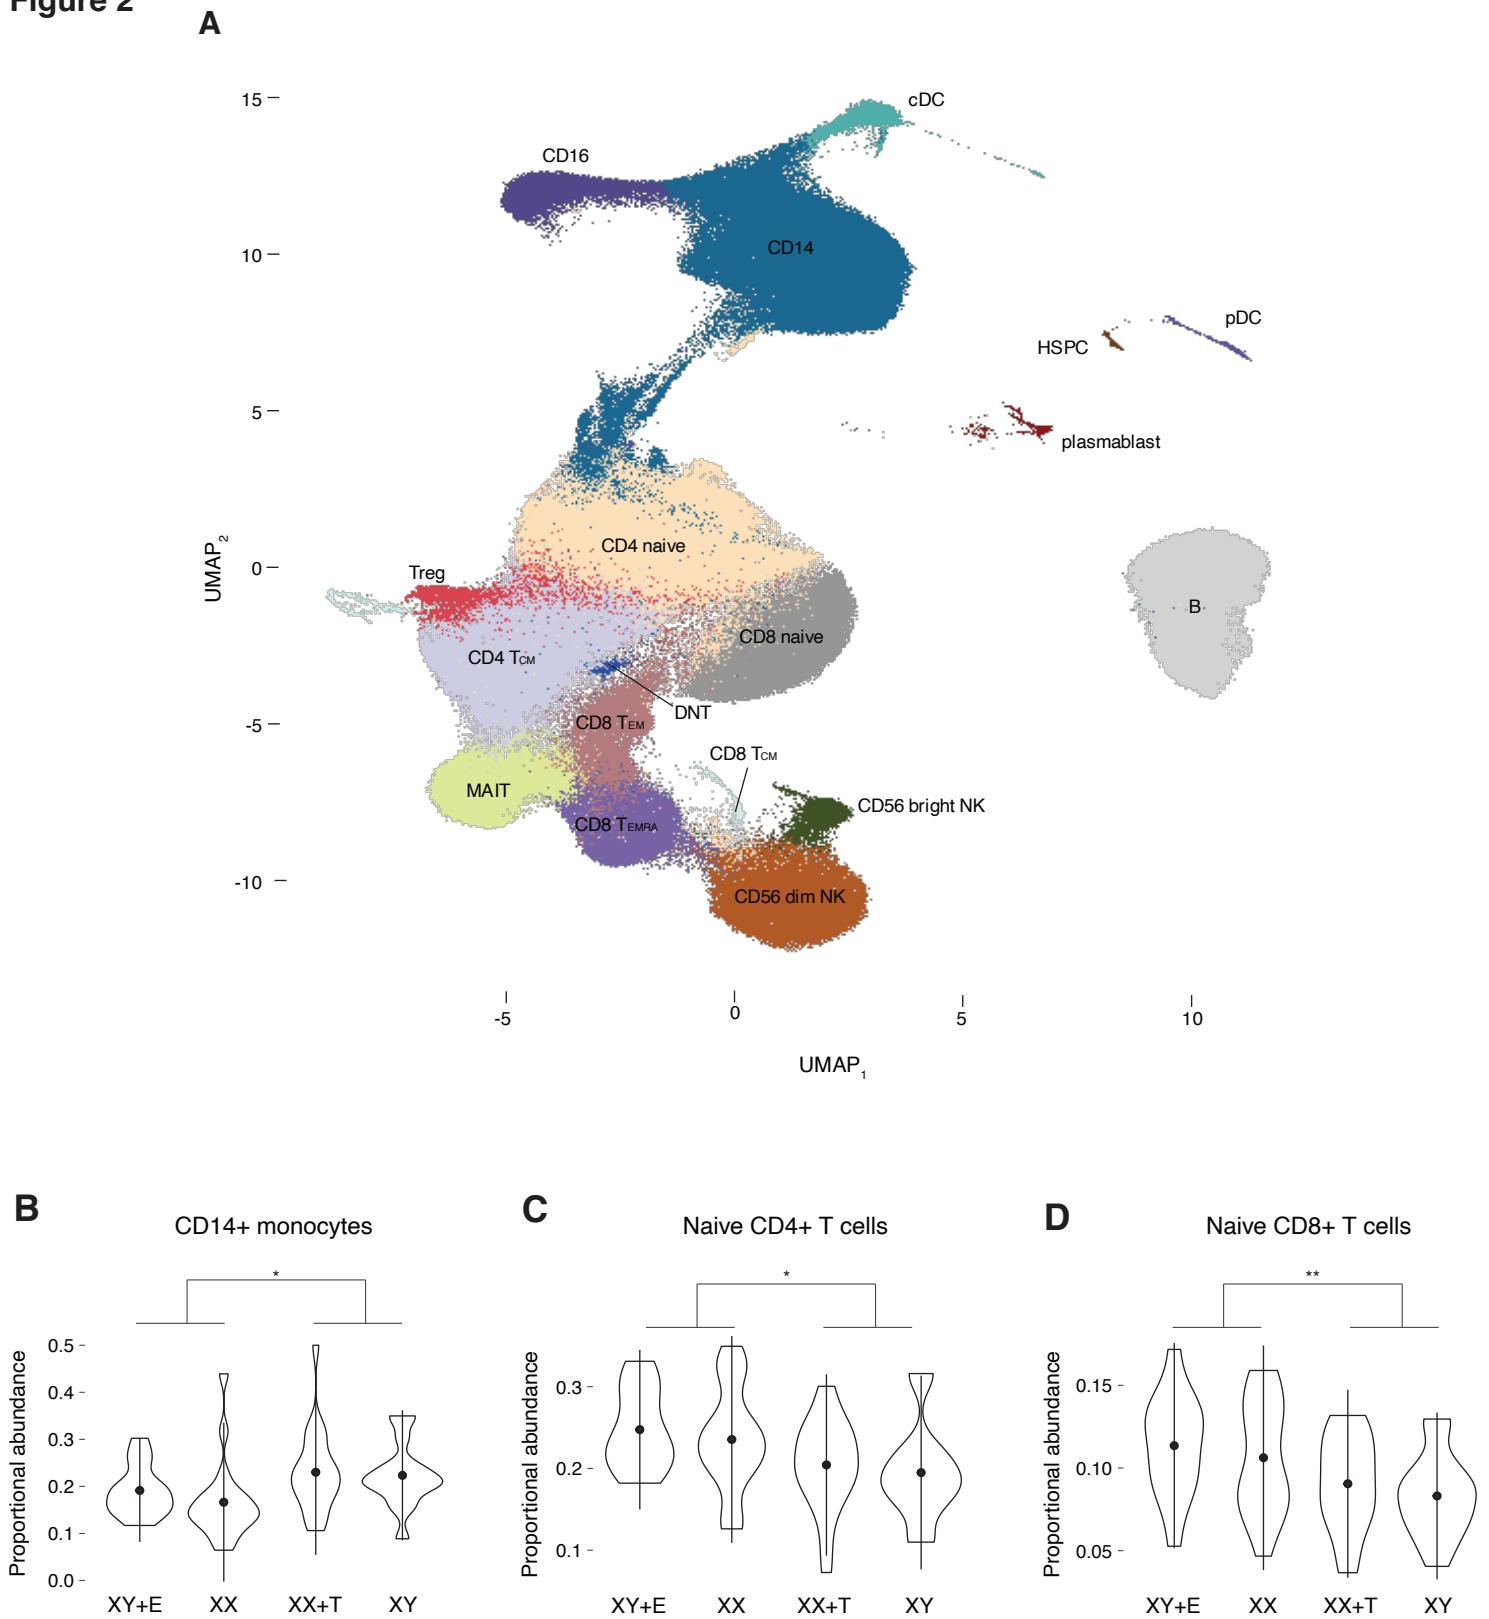 Figure 2
A
15
cDC
CD16
10
CD14
pDC
HSPC
5
plasmablast
UMAP2
CD4 naive
0
Treg
B
CD8 naive
CD4 TCM
DNT
-5
CD8 TEM
CD8 TCM
MAIT
CD56 bright NK
CD8 TEMRA
-10
CD56 dim NK
-5 0 5 10
UMAP1
B
CD14+ monocytes
*
Proportional abundance
0.5
0.4
0.3
0.2
0.1
0.0
XY+E XX XX+T XY
C
Naive CD4+ T cells
*
Proportional abundance
0.3
0.2
0.1
XY+E XX XX+T XY
D
Naive CD8+ T cells
**
Proportional abundance
0.15
0.10
0.05
XY+E XX XX+T XY